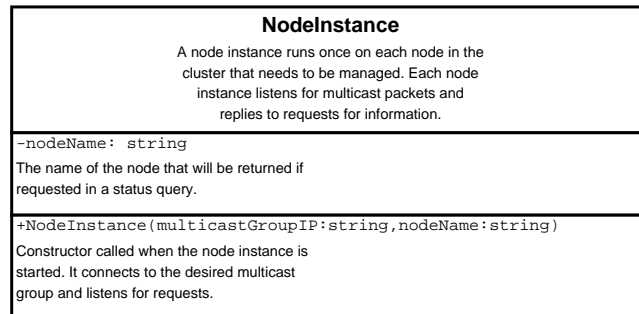 NodeInstance
A node instance runs once on each node in the
cluster that needs to be managed. Each node
instance listens for multicast packets and
replies to requests for information.
-nodeName: string
The name of the node that will be returned if
requested in a status query.
+NodeInstance(multicastGroupIP:string,nodeName:string)
Constructor called when the node instance is
started. It connects to the desired multicast
group and listens for requests.